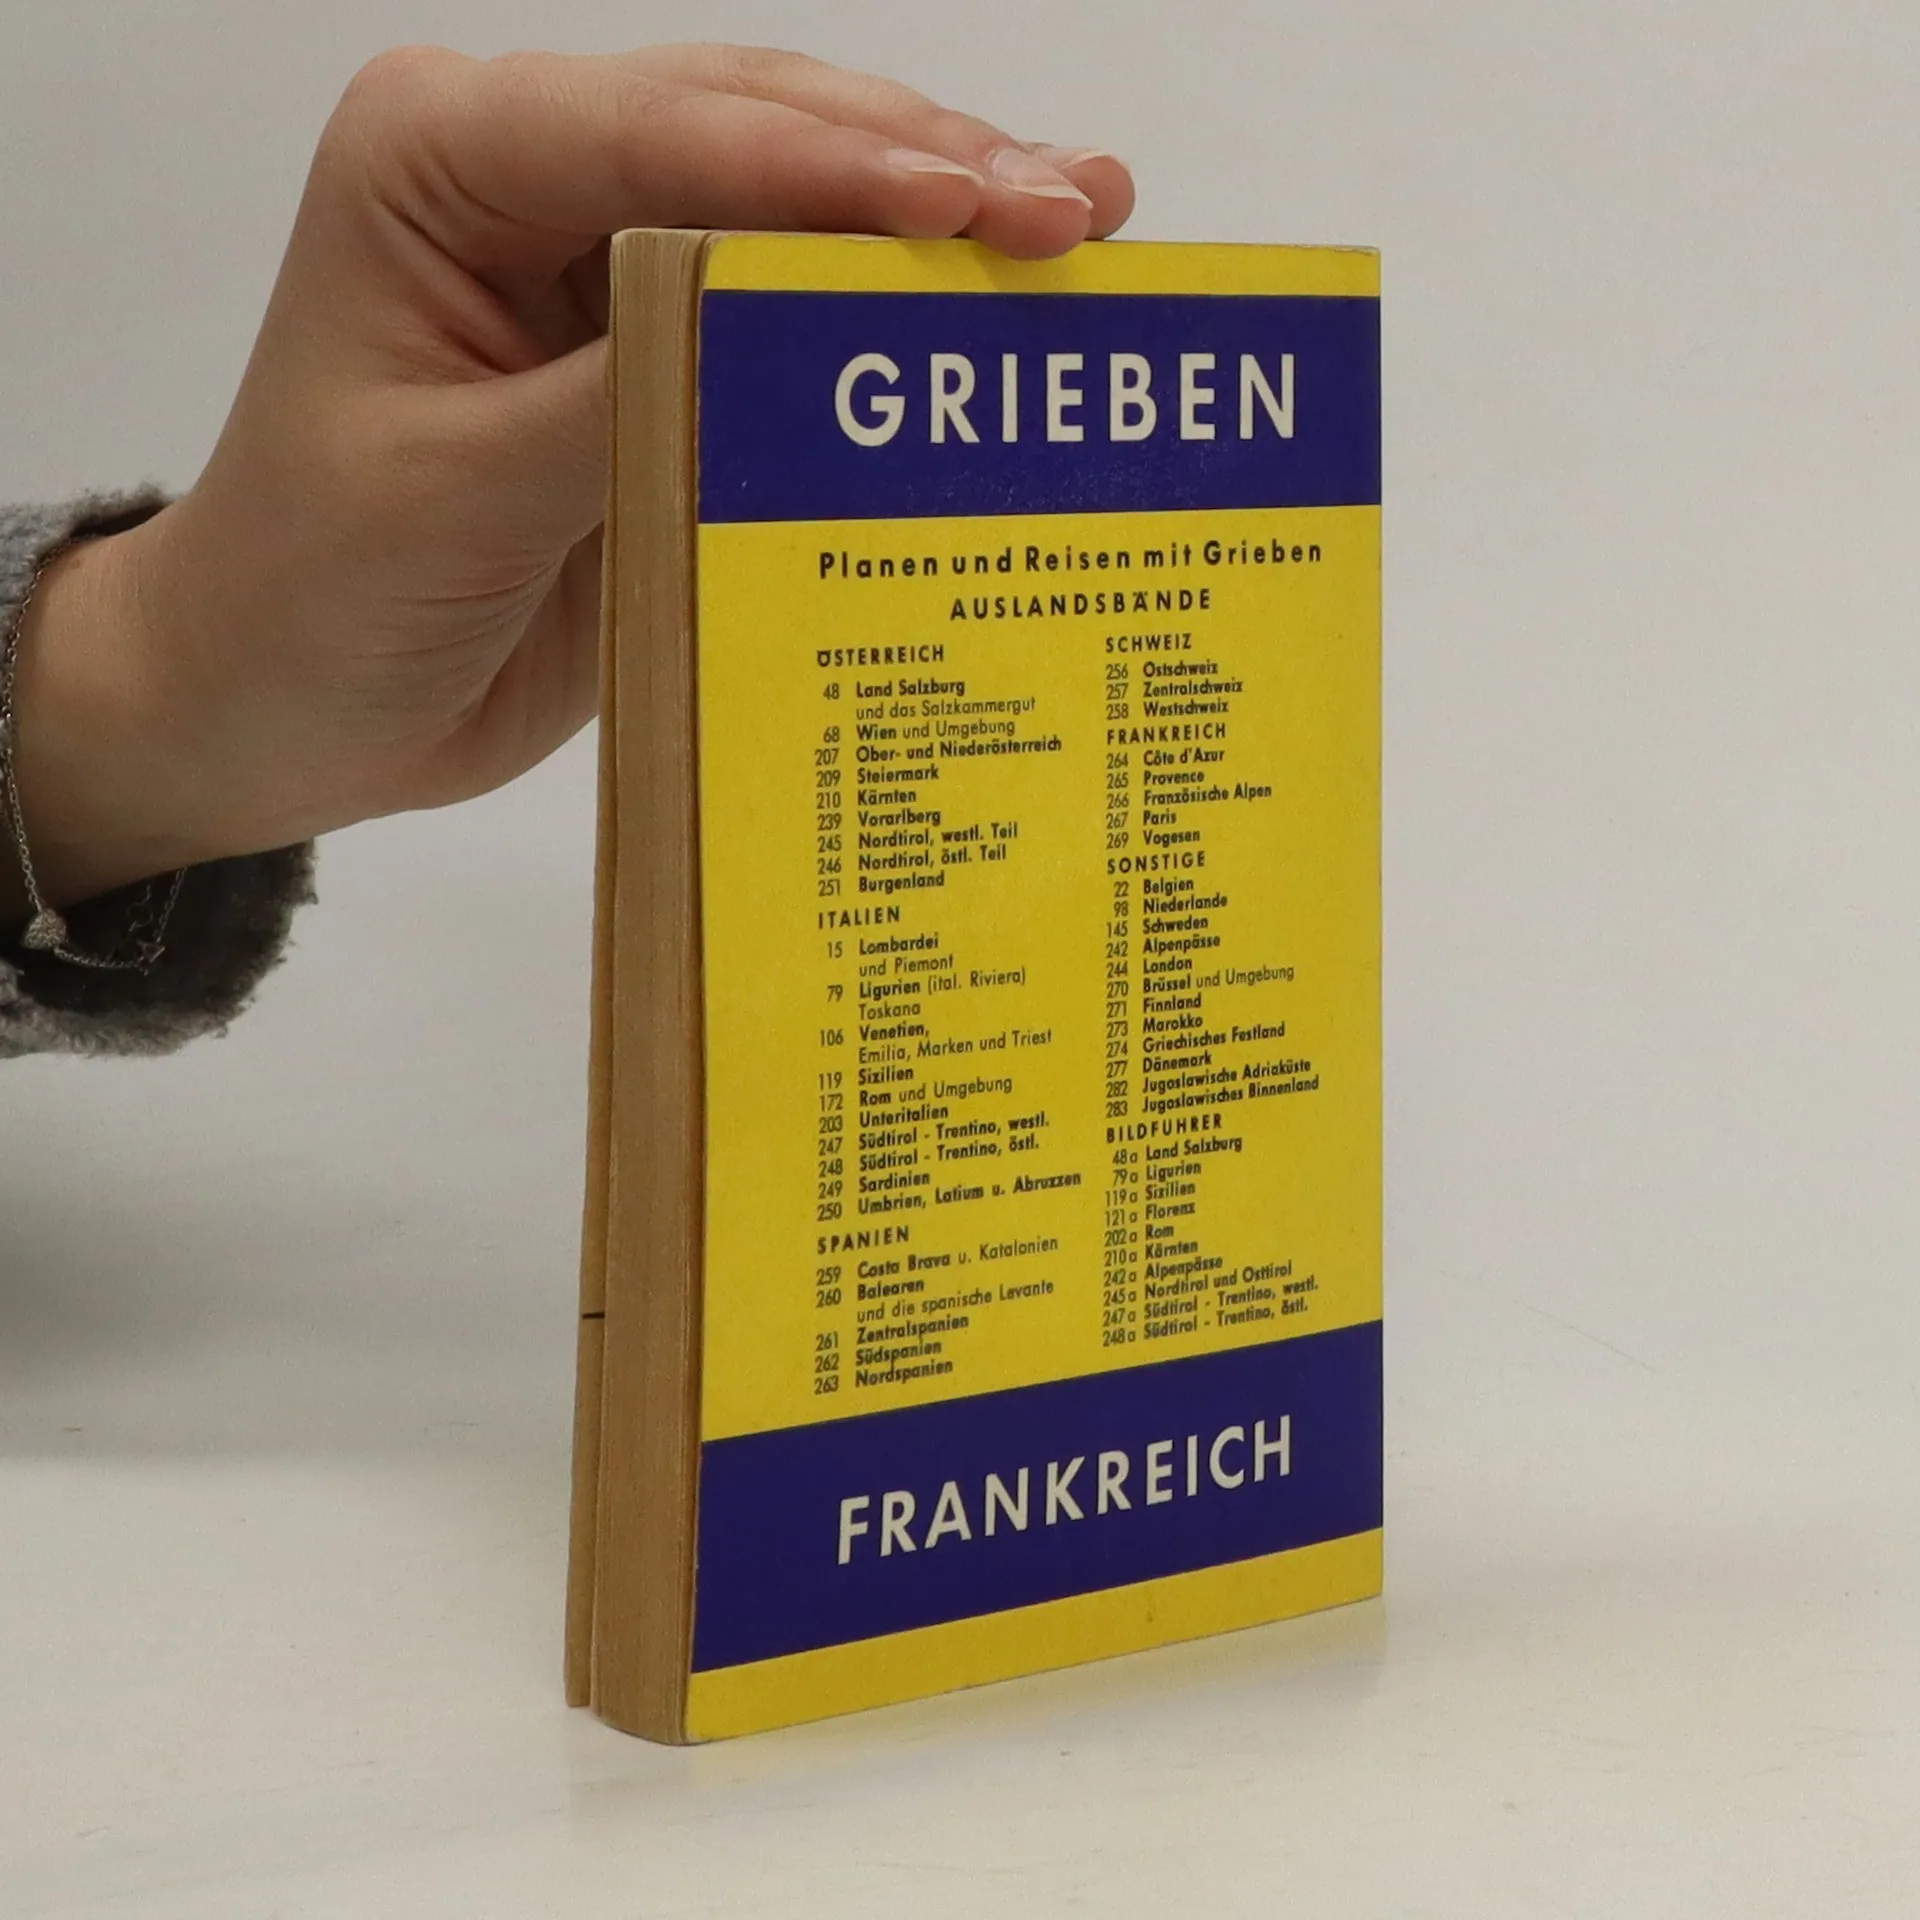 GRIEBEN
Planen und Reisen mit Grieben
AUSLANDSBÄNDE
ÖSTERREICH
48 Land Salzburg
und das Salzkammergut
68 Wien und Umgebung
207 Ober- und Niederösterreich
209 Steiermark
210 Kärnten
239 Vorarlberg
245 Nordtirol, westl. Teil
246 Nordtirol, östl. Teil
251 Burgenland
ITALIEN
15 Lombardei
und Piemont
79 Ligurien (ital. Riviera)
Toskana
106 Venetien,
Emilia, Marken und Triest
119 Sizilien
172 Rom und Umgebung
203 Unteritalien
247 Südtirol - Trentino, westl.
248 Südtirol - Trentino, östl.
249 Sardinien
250 Umbrien, Latium u. Abruzzen
SPANIEN
259 Costa Brava u. Katalonien
260 Balearen
und die spanische Levante
261 Zentralspanien
262 Südspanien
263 Nordspanien
SCHWEIZ
256 Ostschweiz
257 Zentralschweiz
258 Westschweiz
FRANKREICH
264 Côte d'Azur
265 Provence
266 Französische Alpen
267 Paris
269 Vogesen
SONSTIGE
22 Belgien
98 Niederlande
145 Schweden
242 Alpenpässe
244 London
270 Brüssel und Umgebung
271 Finnland
273 Marokko
274 Griechisches Festland
277 Dänemark
282 Jugoslawische Adriaküste
283 Jugoslawisches Binnenland
BILDFÜHRER
48a Land Salzburg
79a Ligurien
119a Sizilien
121a Florenz
202a Rom
210a Kärnten
242a Alpenpässe
245a Nordtirol und Osttirol
247a Südtirol - Trentino, westl.
248a Südtirol - Trentino, östl.
FRANKREICH